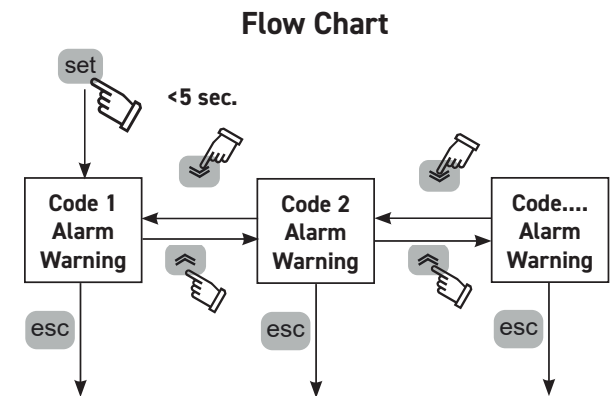 Flow Chart
set
<5 sec.
Code 1
Alarm
Warning
Code 2
Alarm
Warning
Code....
Alarm
Warning
esc
esc
esc